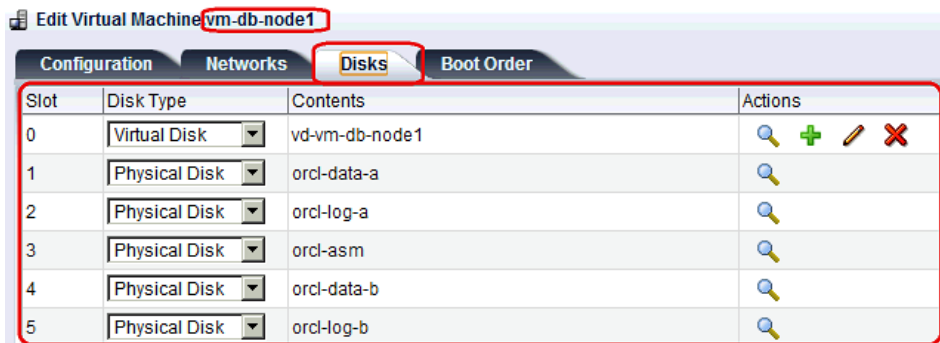 Edit Virtual Machine vm-db-node1
Configuration Networks Disks Boot Order
Slot Disk Type Contents Actions
0 Virtual Disk vd-vm-db-node1
1 Physical Disk orcl-data-a
2 Physical Disk orcl-log-a
3 Physical Disk orcl-asm
4 Physical Disk orcl-data-b
5 Physical Disk orcl-log-b